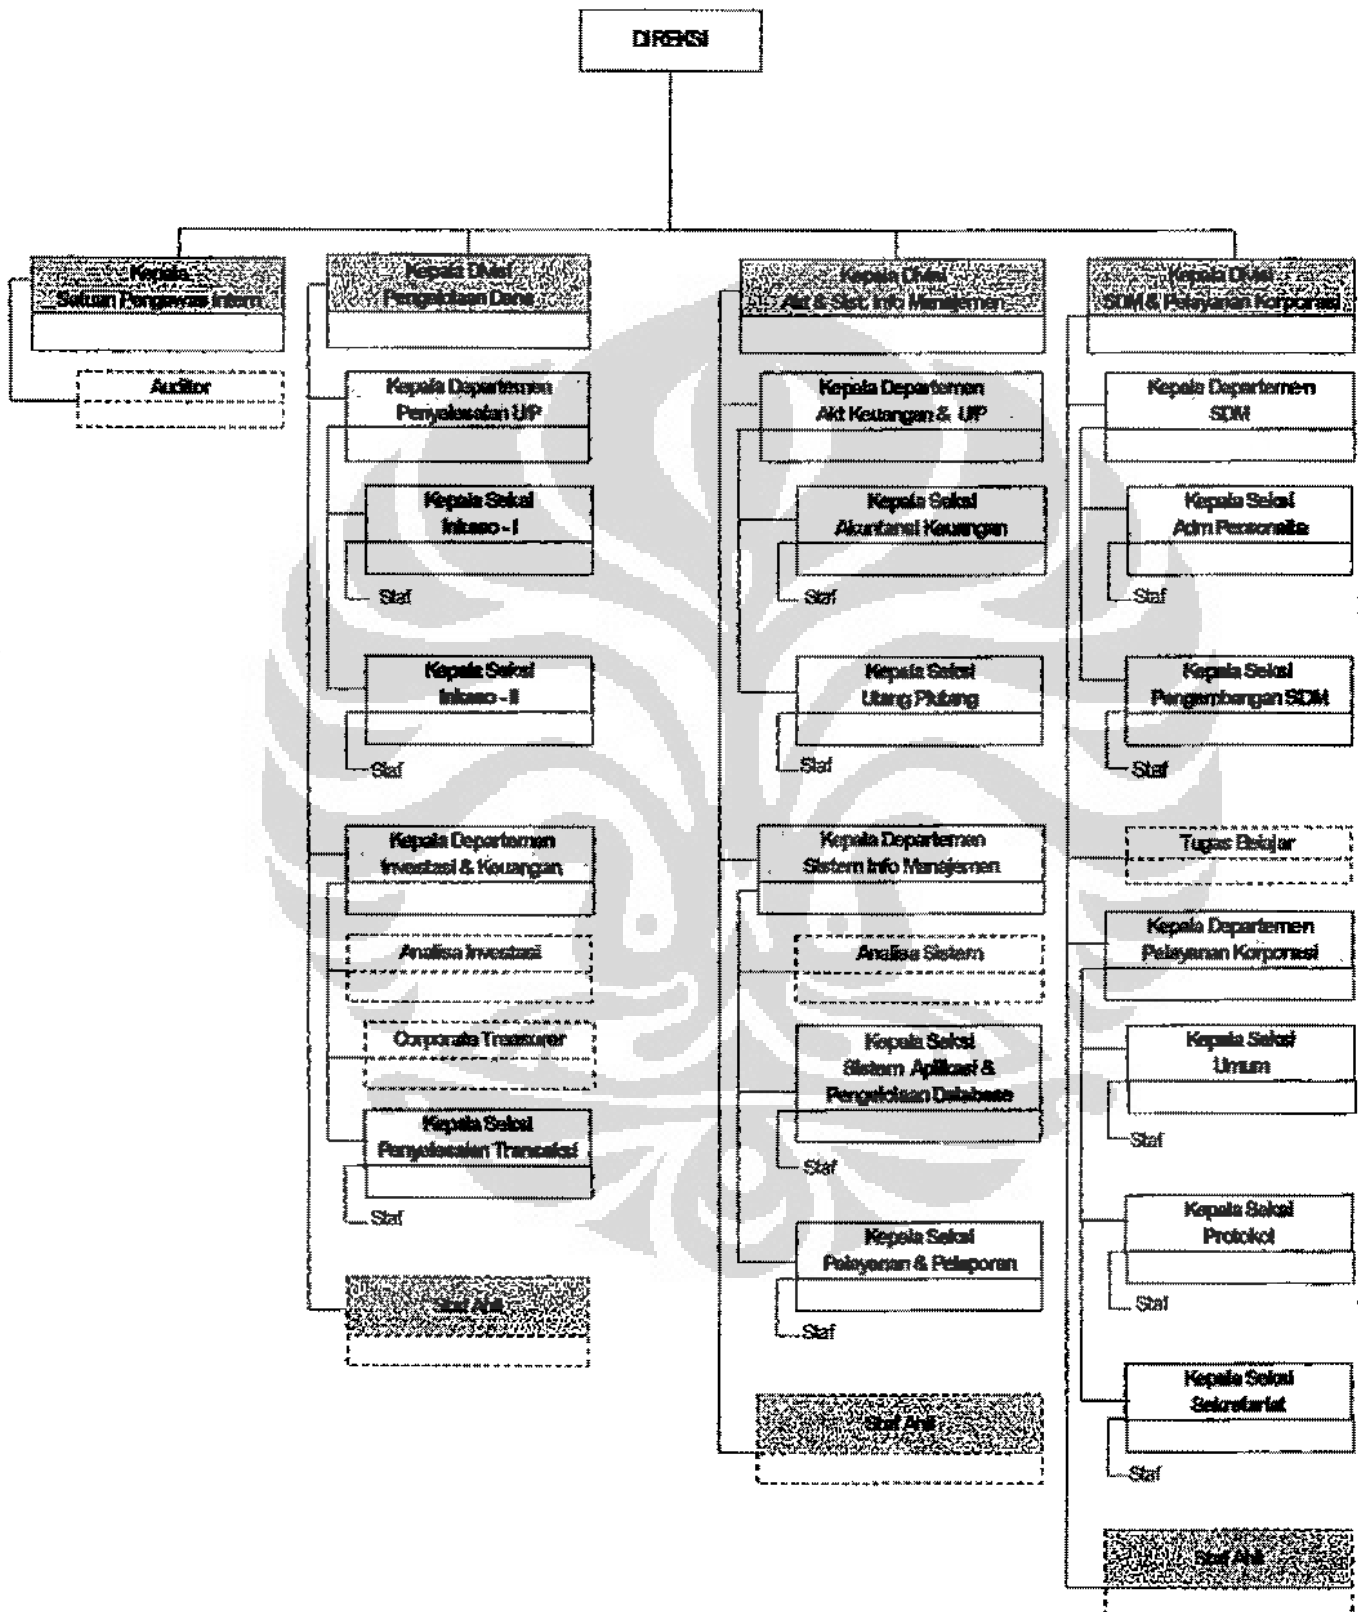 DIREKSI
Kepala
Satuan Pengawas Intern
Auditor
Kepala Divisi
Pengelolaan Dana
Kepala Departemen
Penyelesaian UIP
Kepala Seksi
Inkaso - I
Staf
Kepala Seksi
Inkaso - II
Staf
Kepala Departemen
Investasi & Keuangan
Analisa Investasi
Corporate Treasurer
Kepala Seksi
Penyelesaian Transaksi
Staf
Staf Ahli
Kepala Divisi
Akt & Sist. Info Manajemen
Kepala Departemen
Akt Keuangan & UIP
Kepala Seksi
Akuntansi Keuangan
Staf
Kepala Seksi
Utang Piutang
Staf
Kepala Departemen
Sistem Info Manajemen
Analisa Sistem
Kepala Seksi
Sistem Aplikasi &
Pengelolaan Database
Staf
Kepala Seksi
Pelayanan & Pelaporan
Staf
Staf Ahli
Kepala Divisi
SDM & Pelayanan Korporasi
Kepala Departemen
SDM
Kepala Seksi
Adm Personalia
Staf
Kepala Seksi
Pengembangan SDM
Staf
Tugas Belajar
Kepala Departemen
Pelayanan Korporasi
Kepala Seksi
Umum
Staf
Kepala Seksi
Protokol
Staf
Kepala Seksi
Sekretariat
Staf
Staf Ahli